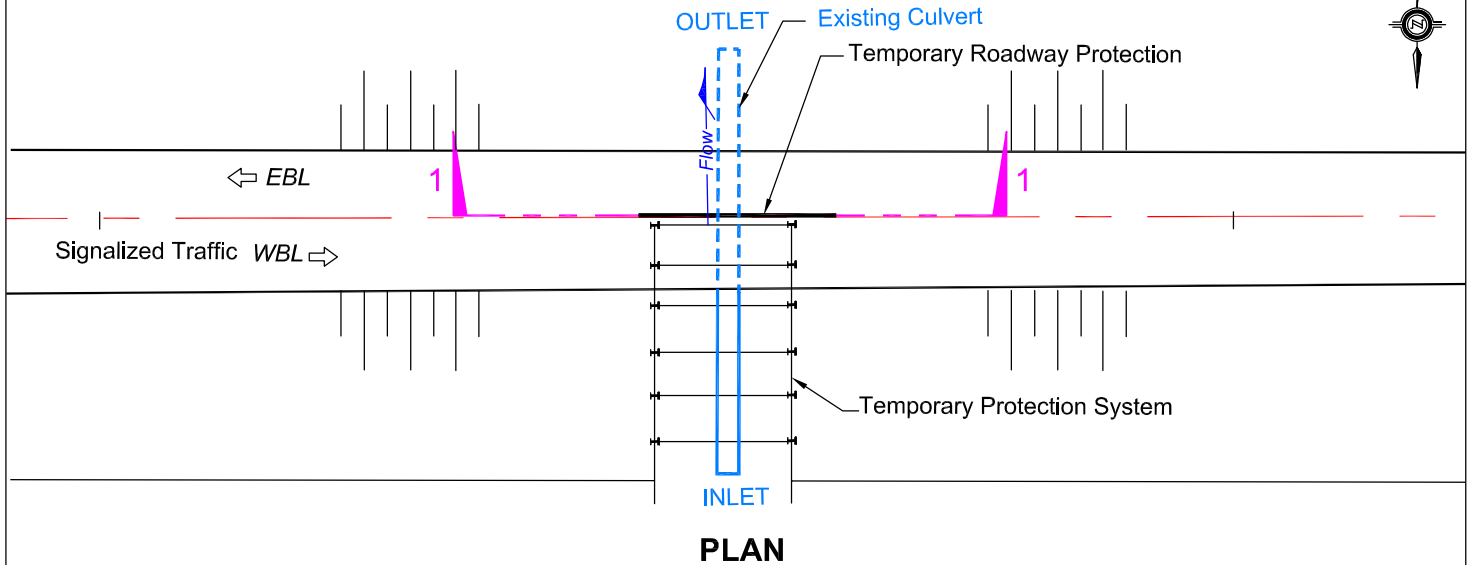 OUTLET
Existing Culvert
N
Temporary Roadway Protection
Flow
EBL
1
1
Signalized Traffic WBL
Temporary Protection System
INLET
PLAN